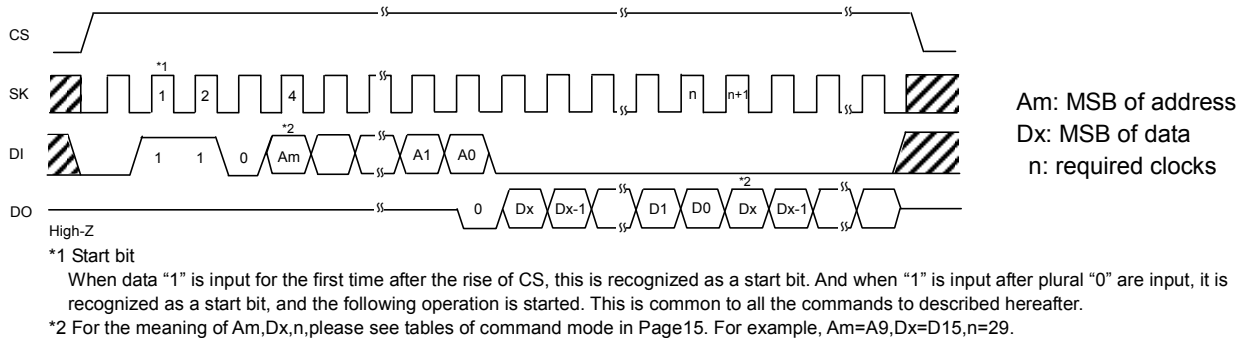 CS
*1
SK 1 2 4 n n+1
*2
DI 1 1 0 Am A1 A0
*2
DO 0 Dx Dx-1 D1 D0 Dx Dx-1
High-Z
Am: MSB of address
Dx: MSB of data
n: required clocks
*1 Start bit
When data “1” is input for the first time after the rise of CS, this is recognized as a start bit. And when “1” is input after plural “0” are input, it is
recognized as a start bit, and the following operation is started. This is common to all the commands to described hereafter.
*2 For the meaning of Am,Dx,n,please see tables of command mode in Page15. For example, Am=A9,Dx=D15,n=29.